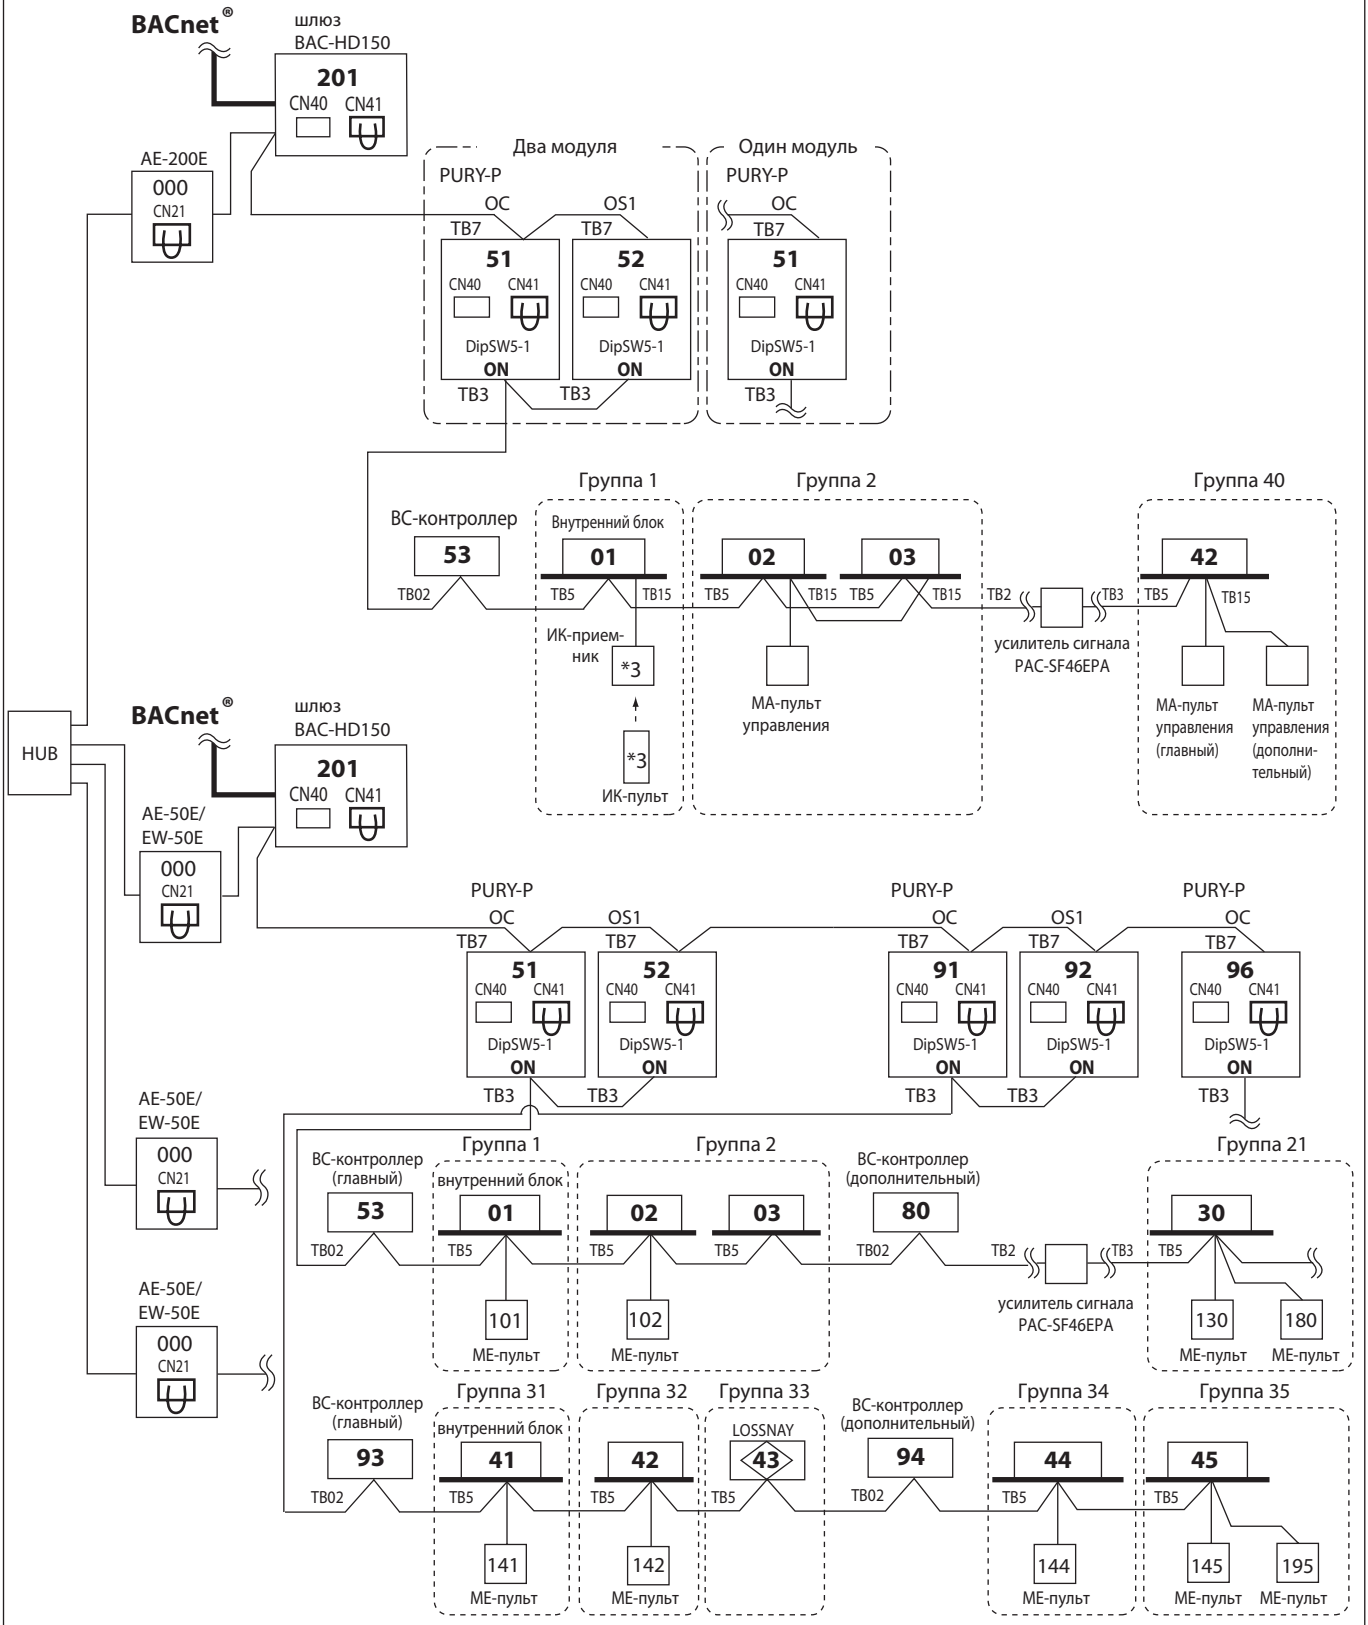 BACnet®
шлюз
BAC-HD150
201
CN40 CN41
AE-200E
000
CN21
Два модуля
PURY-P
OC OS1
TB7 TB7
51 52
CN40 CN41 CN40 CN41
DipSW5-1 DipSW5-1
ON ON
TB3 TB3
Один модуль
PURY-P
OC
TB7
51
CN40 CN41
DipSW5-1
ON
TB3
Группа 1 Группа 2 Группа 40
BC-контроллер
53
TB02
Внутренний блок
01
TB5 TB15
ИК-прием-
ник
*3
*3
ИК-пульт
02 03
TB5 TB15 TB5 TB15
МА-пульт
управления
TB2 TB3
усилитель сигнала
PAC-SF46EPA
42
TB5 TB15
МА-пульт
управления
(главный)
МА-пульт
управления
(дополни-
тельный)
HUB
BACnet®
шлюз
BAC-HD150
201
CN40 CN41
AE-50E/
EW-50E
000
CN21
PURY-P PURY-P PURY-P
OC OS1 OC OS1 OC
TB7 TB7 TB7 TB7 TB7
51 52 91 92 96
CN40 CN41 CN40 CN41 CN40 CN41 CN40 CN41 CN40 CN41
DipSW5-1 DipSW5-1 DipSW5-1 DipSW5-1 DipSW5-1
ON ON ON ON ON
TB3 TB3 TB3 TB3 TB3
AE-50E/
EW-50E
000
CN21
Группа 1 Группа 2 Группа 21
BC-контроллер
(главный)
53
TB02
внутренний блок
01
TB5
101
МЕ-пульт
02 03
TB5 TB5
102
МЕ-пульт
BC-контроллер
(дополнительный)
80
TB02
TB2 TB3
усилитель сигнала
PAC-SF46EPA
30
TB5
130 180
МЕ-пульт МЕ-пульт
AE-50E/
EW-50E
000
CN21
Группа 31 Группа 32 Группа 33 Группа 34 Группа 35
BC-контроллер
(главный)
93
TB02
внутренний блок
41
TB5
141
МЕ-пульт
42
TB5
142
МЕ-пульт
LOSSNAY
43
TB5
BC-контроллер
(дополнительный)
94
TB02
44
TB5
144
МЕ-пульт
45
TB5
145 195
МЕ-пульт МЕ-пульт